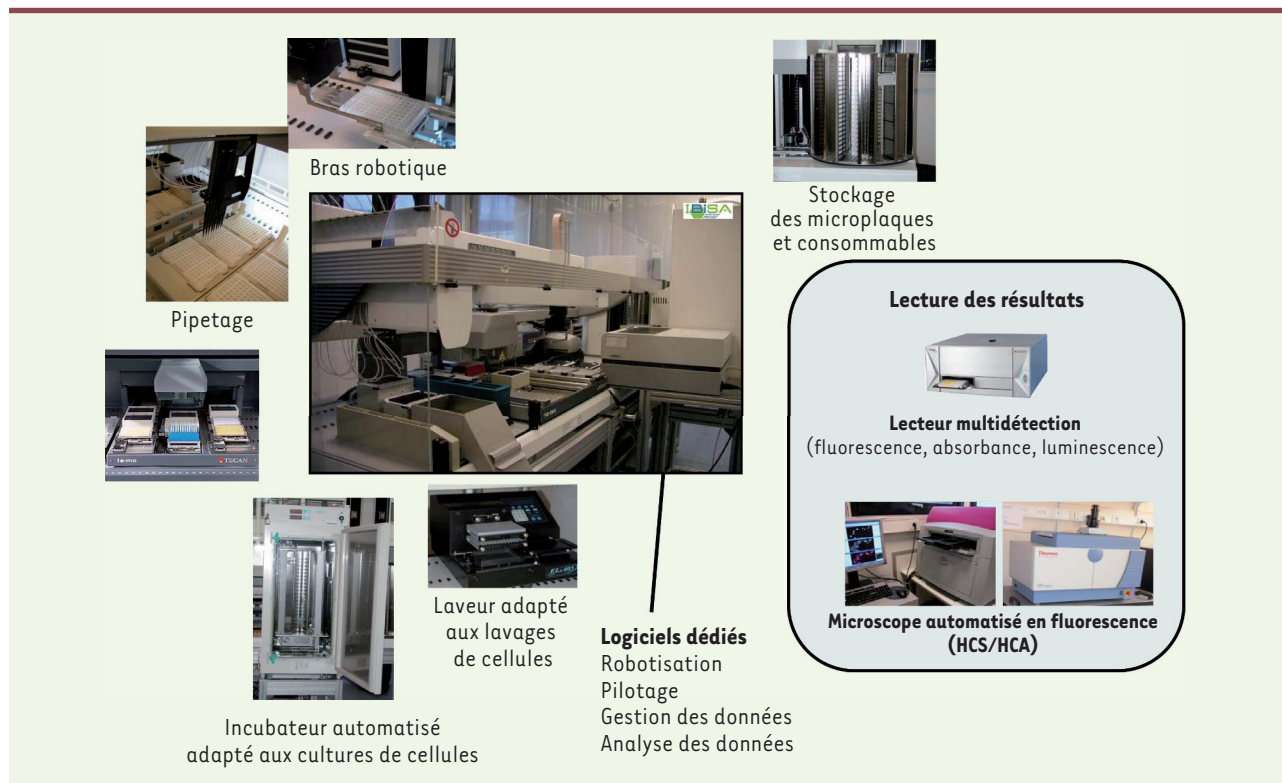 Bras robotique
Stockage
des microplaques
et consommables
IBiSA
Pipetage
Lecture des résultats
Lecteur multidétection
(fluorescence, absorbance, luminescence)
TECAN
Thermo
Microscope automatisé en fluorescence
(HCS/HCA)
Laveur adapté
aux lavages
de cellules
Logiciels dédiés
Robotisation
Pilotage
Gestion des données
Analyse des données
Incubateur automatisé
adapté aux cultures de cellules